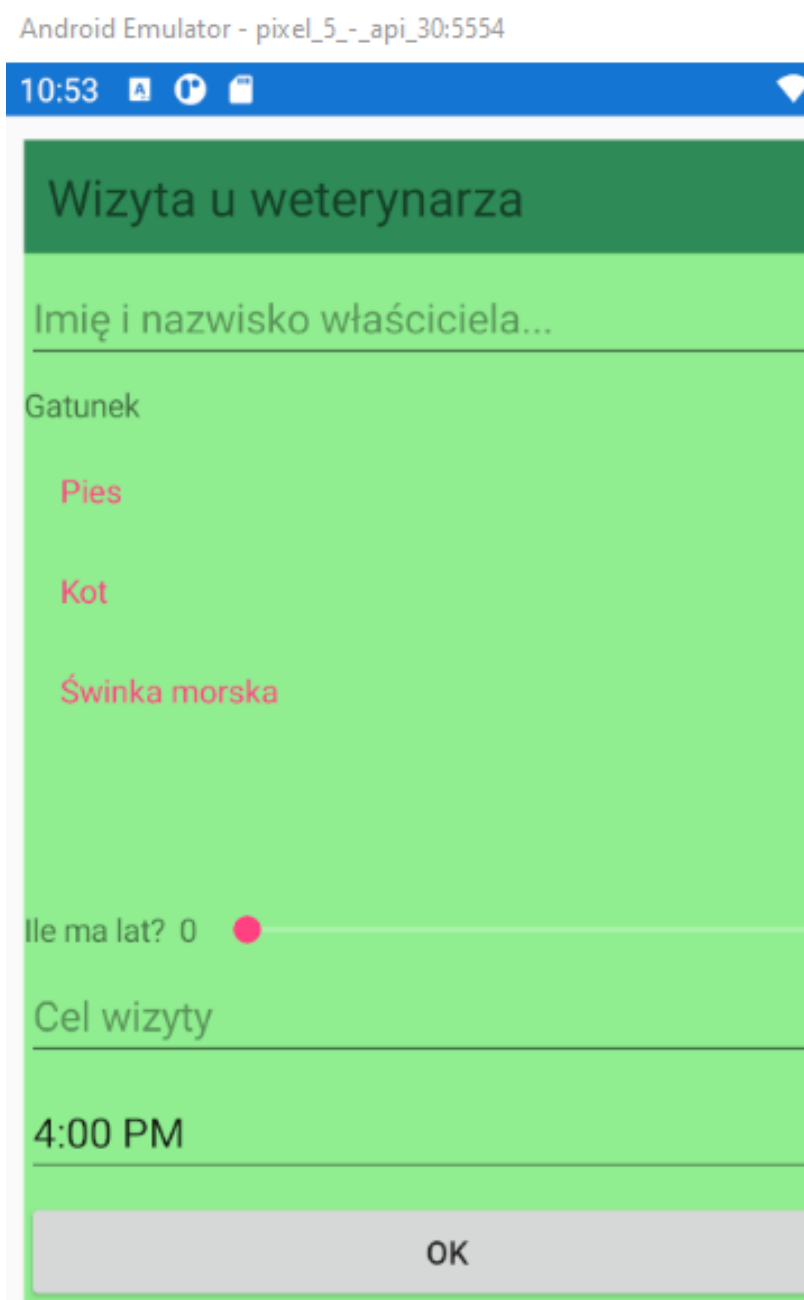 Android Emulator - pixel_5_-_api_30:5554
10:53
Wizyta u weterynarza
Imię i nazwisko właściciela...
Gatunek
Pies
Kot
Świnka morska
Ile ma lat? 0
Cel wizyty
4:00 PM
OK